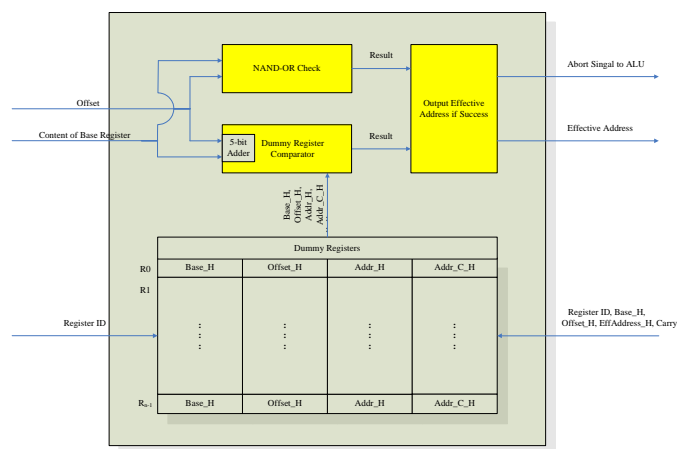 NAND-OR Check
Result
Abort Singal to ALU
Offset
Output Effective
Address if Success
Content of Base Register
Effective Address
5-bit
Adder
Dummy Register
Comparator
Result
Base_H,
Offset_H,
Addr_H,
Addr_C_H
Dummy Registers
R0
Base_H
Offset_H
Addr_H
Addr_C_H
R1
Register ID
Register ID, Base_H,
Offset_H, EffAddress_H, Carry
Rn-1
Base_H
Offset_H
Addr_H
Addr_C_H